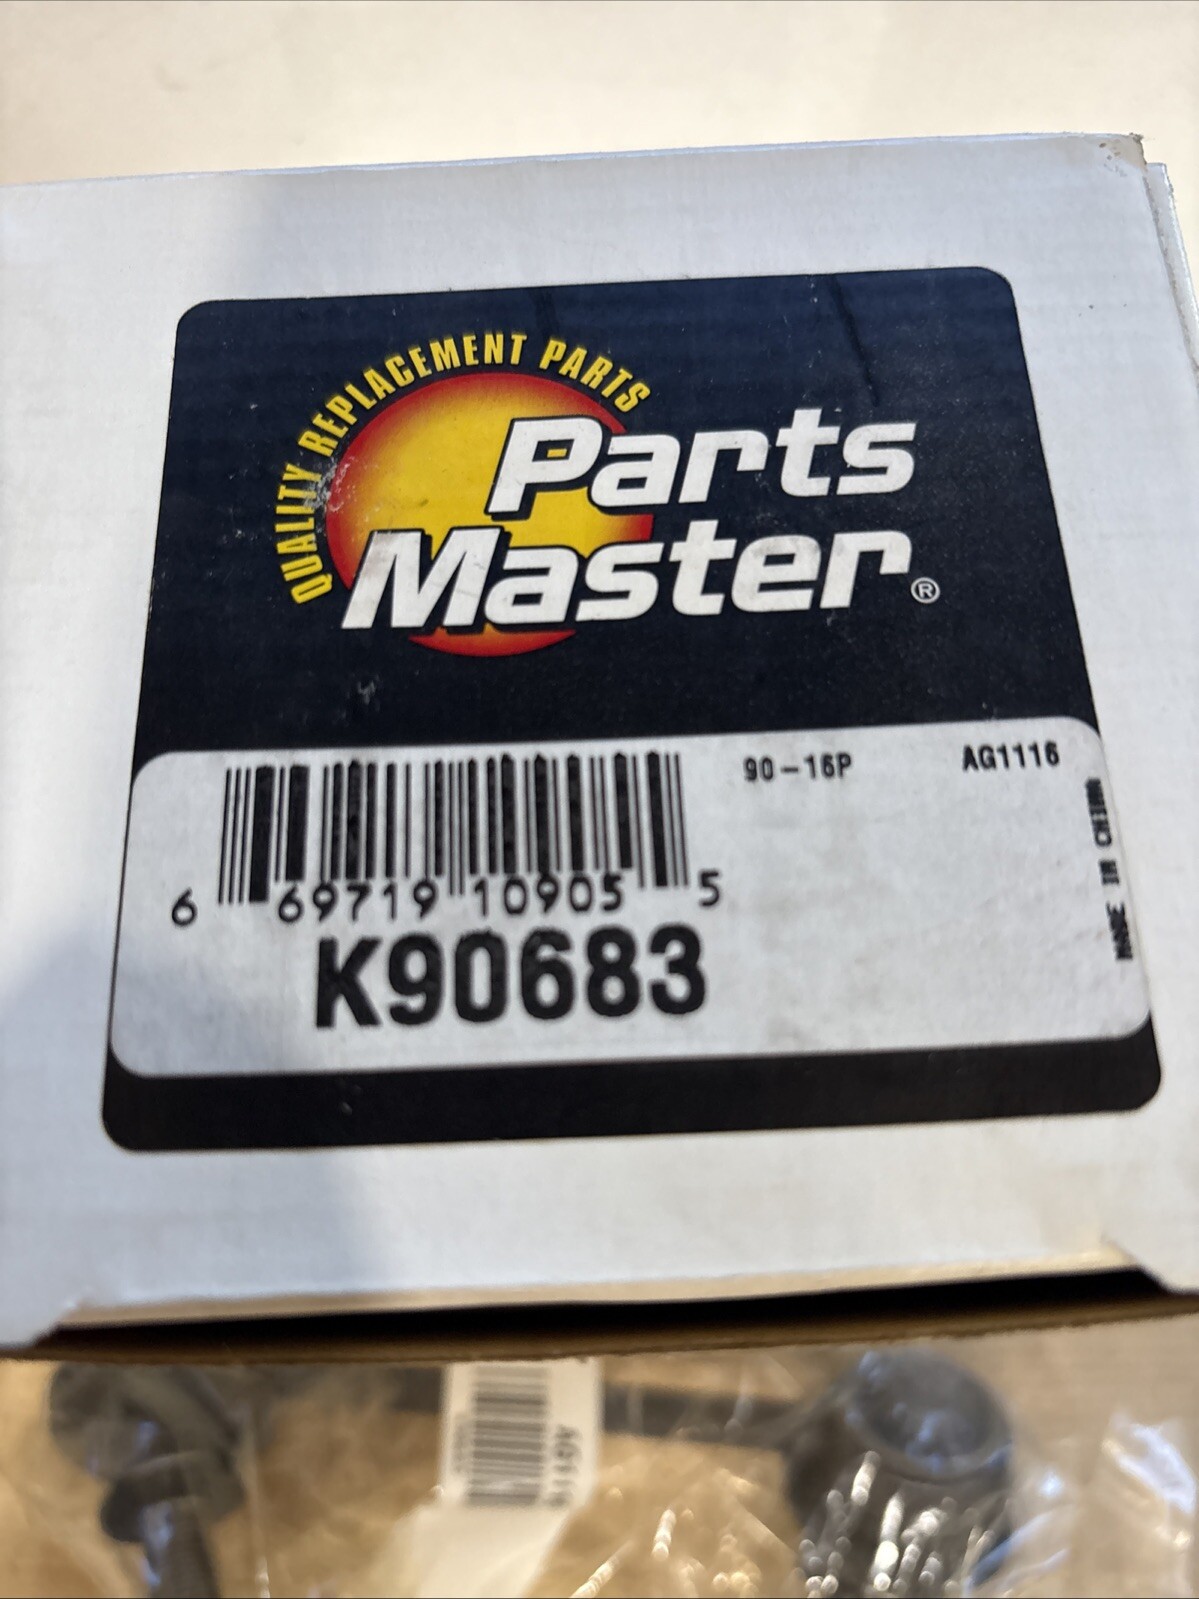 QUALITY REPLACEMENT PARTS
Parts
Master®
90-16P AG1116
MADE IN CHINA
6 69719 10905 5
K90683